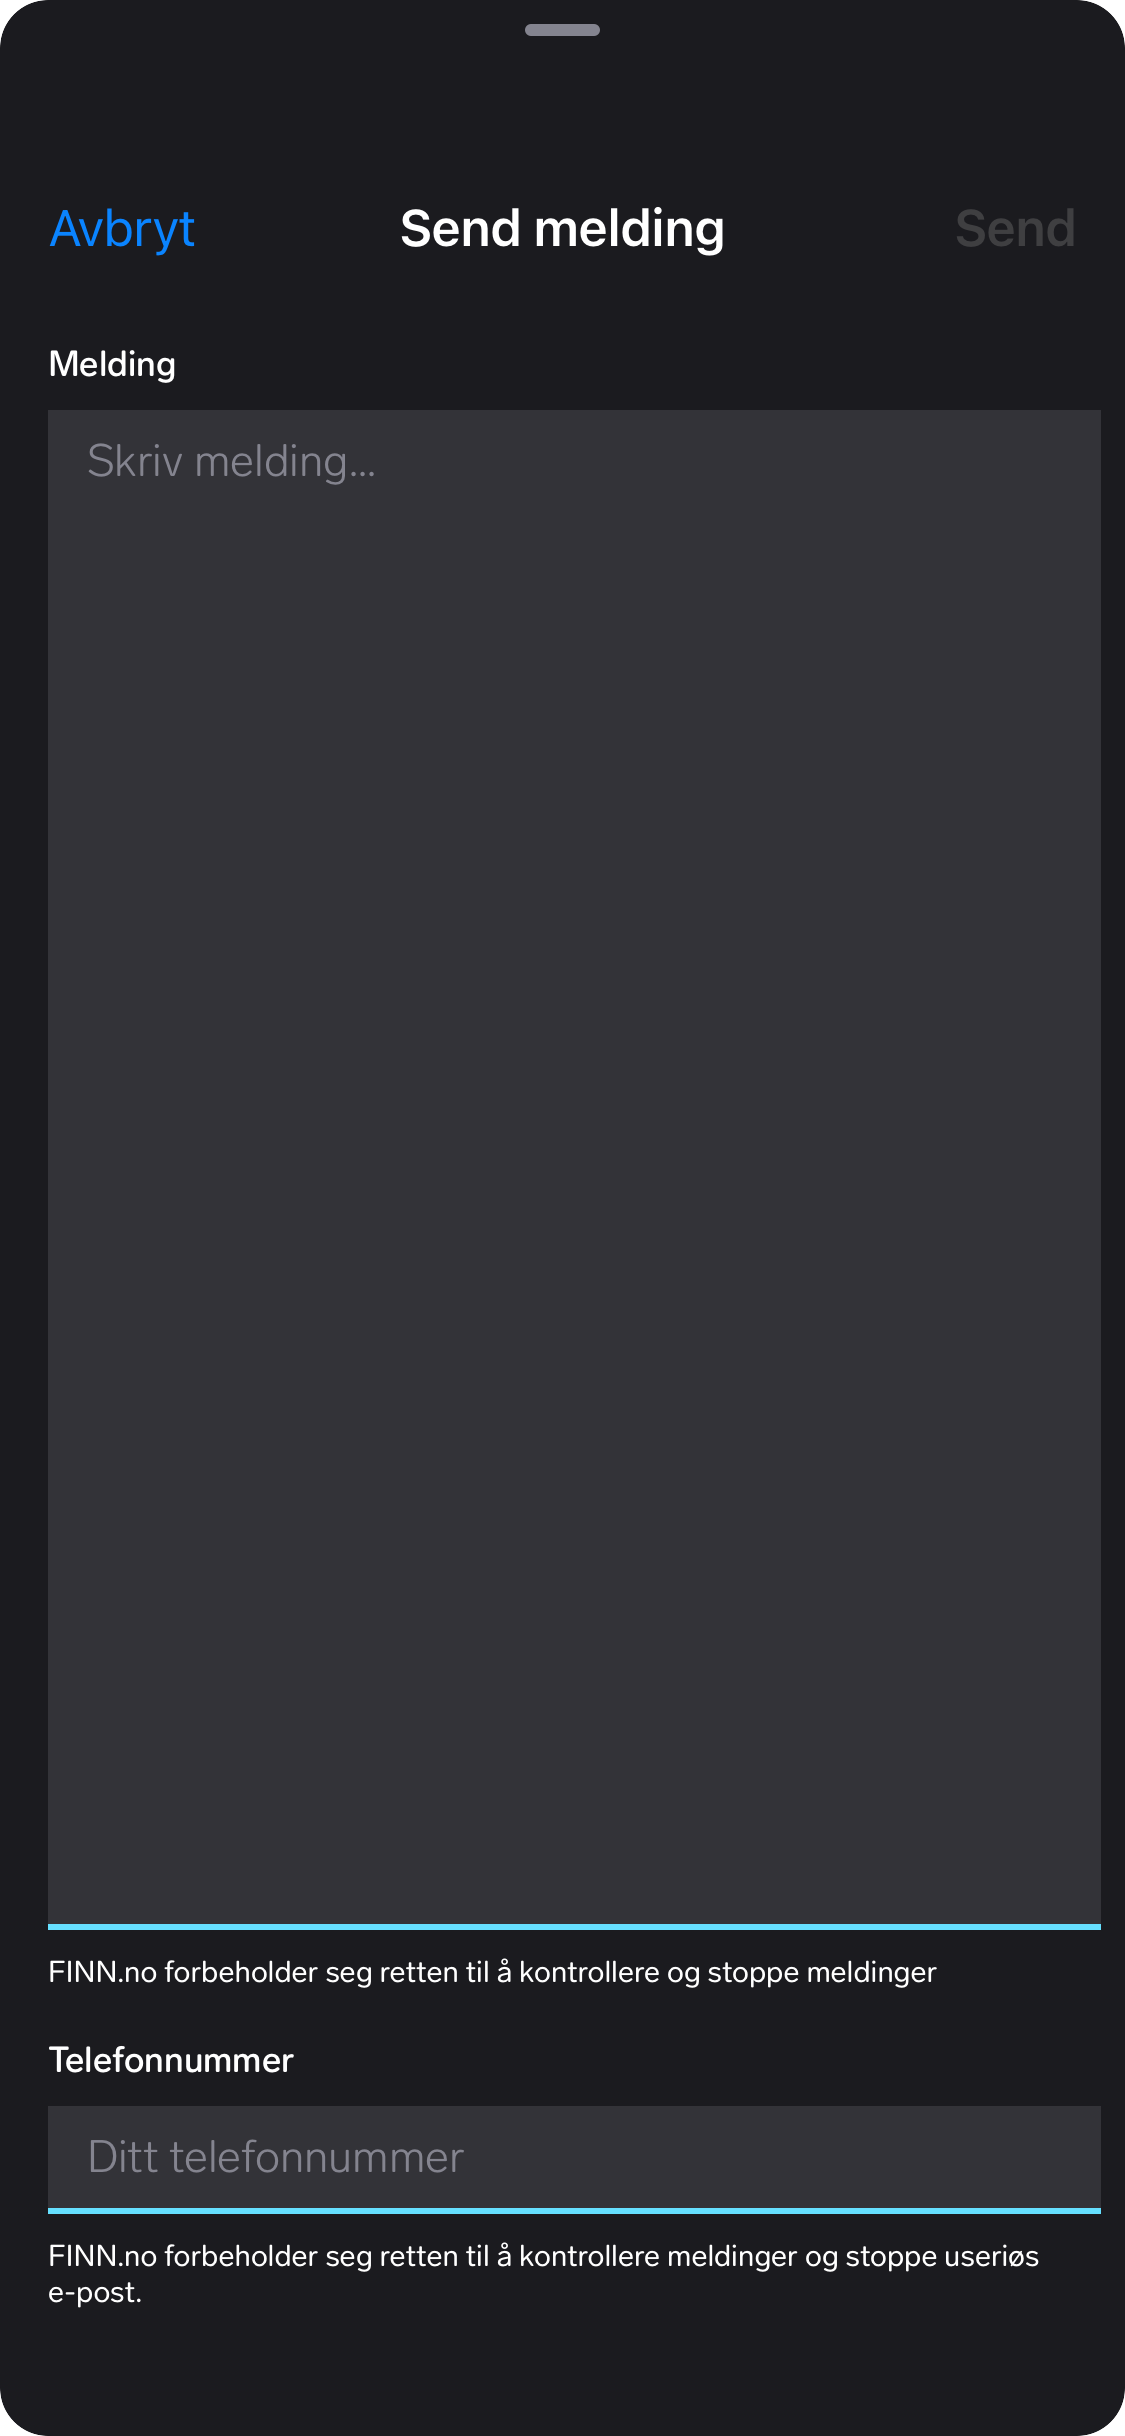 Avbryt Send melding Send
Melding
Skriv melding...
FINN.no forbeholder seg retten til å kontrollere og stoppe meldinger
Telefonnummer
Ditt telefonnummer
FINN.no forbeholder seg retten til å kontrollere meldinger og stoppe useriøs
e-post.